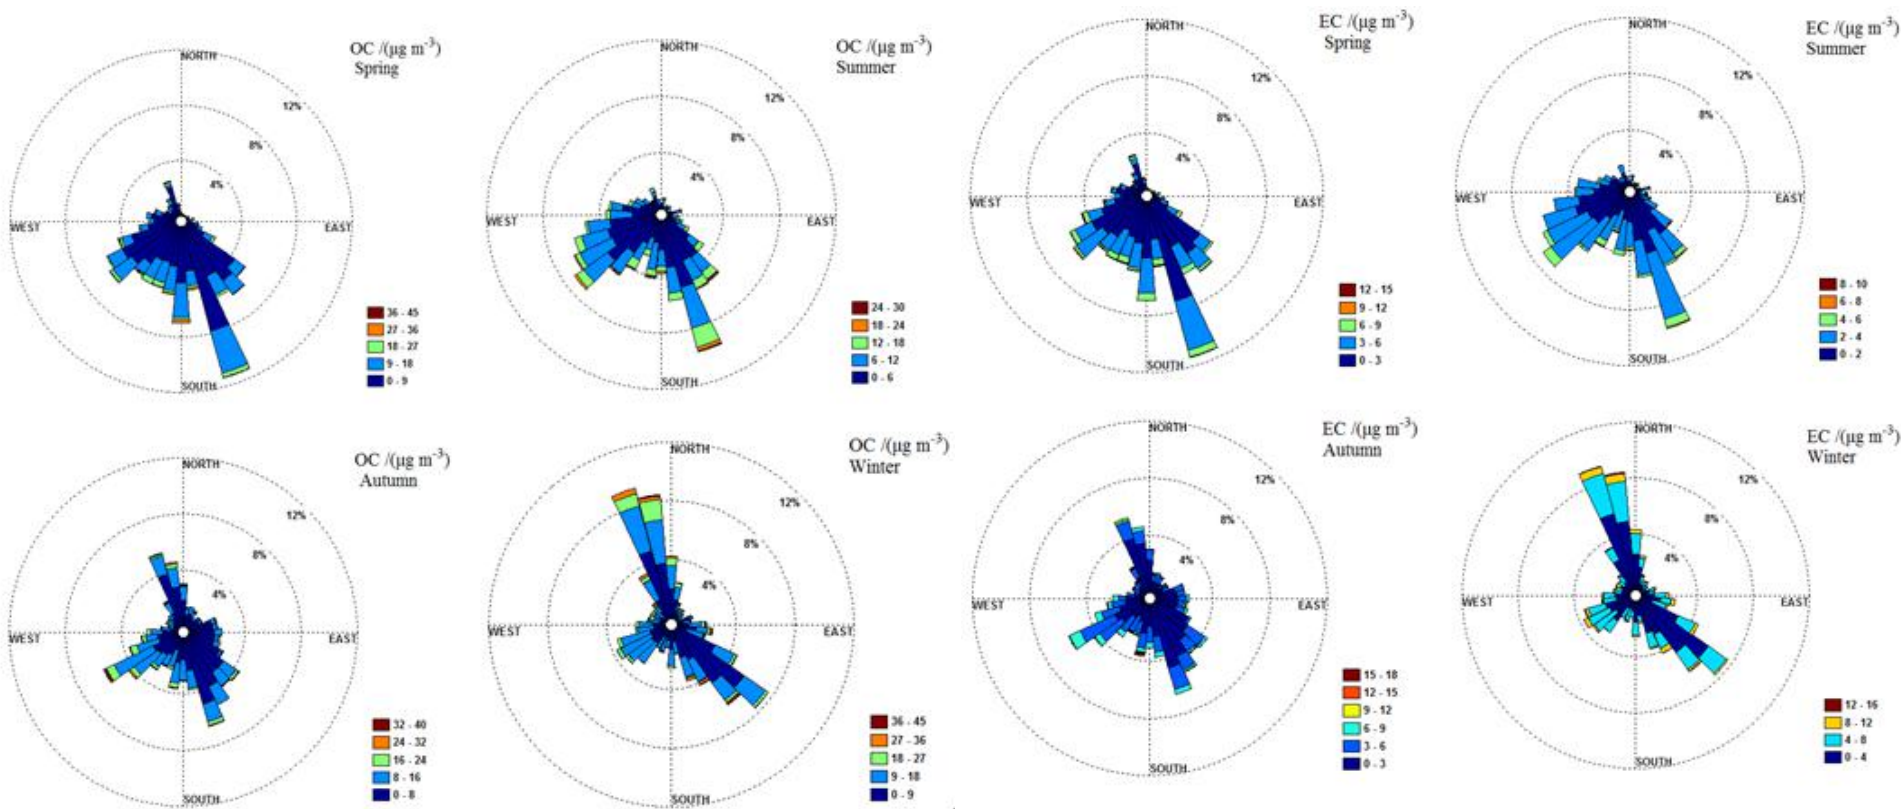 OC /(μg m⁻³)
Spring
NORTH
12%
8%
4%
WEST
EAST
SOUTH
36 - 45
27 - 36
18 - 27
9 - 18
0 - 9
OC /(μg m⁻³)
Summer
NORTH
12%
8%
4%
WEST
EAST
SOUTH
24 - 30
18 - 24
12 - 18
6 - 12
0 - 6
EC /(μg m⁻³)
Spring
NORTH
12%
8%
4%
WEST
EAST
SOUTH
12 - 15
9 - 12
6 - 9
3 - 6
0 - 3
EC /(μg m⁻³)
Summer
NORTH
12%
8%
4%
WEST
EAST
SOUTH
8 - 10
6 - 8
4 - 6
2 - 4
0 - 2
OC /(μg m⁻³)
Autumn
NORTH
12%
8%
4%
WEST
EAST
SOUTH
32 - 40
24 - 32
16 - 24
8 - 16
0 - 8
OC /(μg m⁻³)
Winter
NORTH
12%
8%
4%
WEST
EAST
SOUTH
36 - 45
27 - 36
18 - 27
9 - 18
0 - 9
EC /(μg m⁻³)
Autumn
NORTH
12%
8%
4%
WEST
EAST
SOUTH
15 - 18
12 - 15
9 - 12
6 - 9
3 - 6
0 - 3
EC /(μg m⁻³)
Winter
NORTH
12%
8%
4%
WEST
EAST
SOUTH
12 - 16
8 - 12
4 - 8
0 - 4